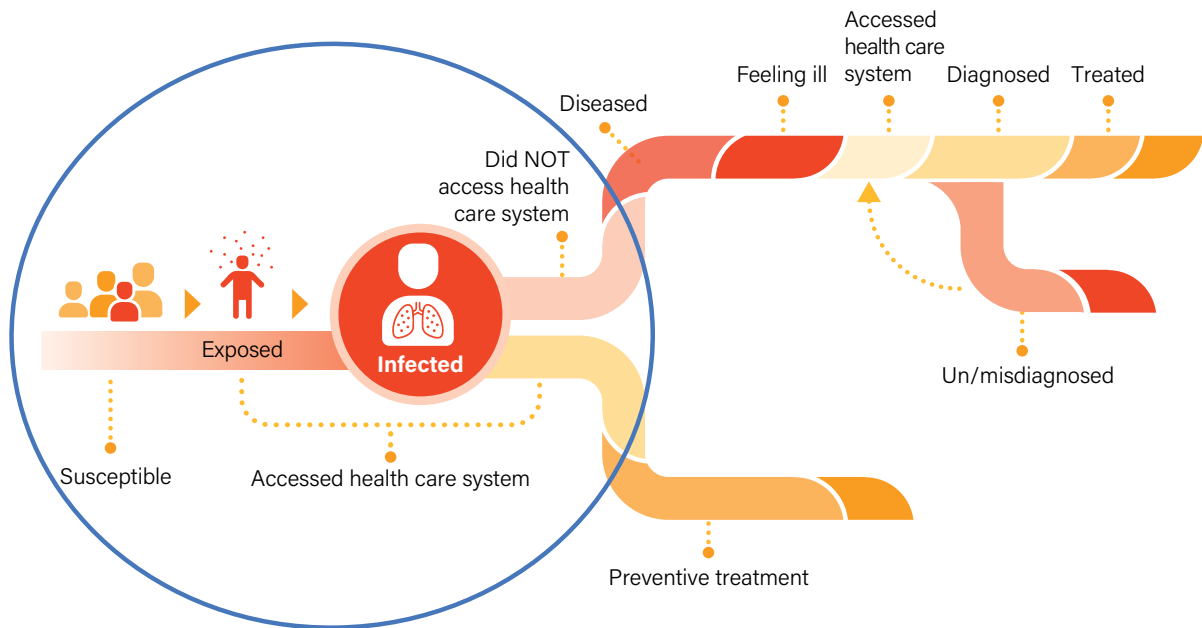 Accessed
health care
system
Feeling ill
Diagnosed
Treated
Diseased
Did NOT
access health
care system
Exposed
Infected
Un/misdiagnosed
Susceptible
Accessed health care system
Preventive treatment